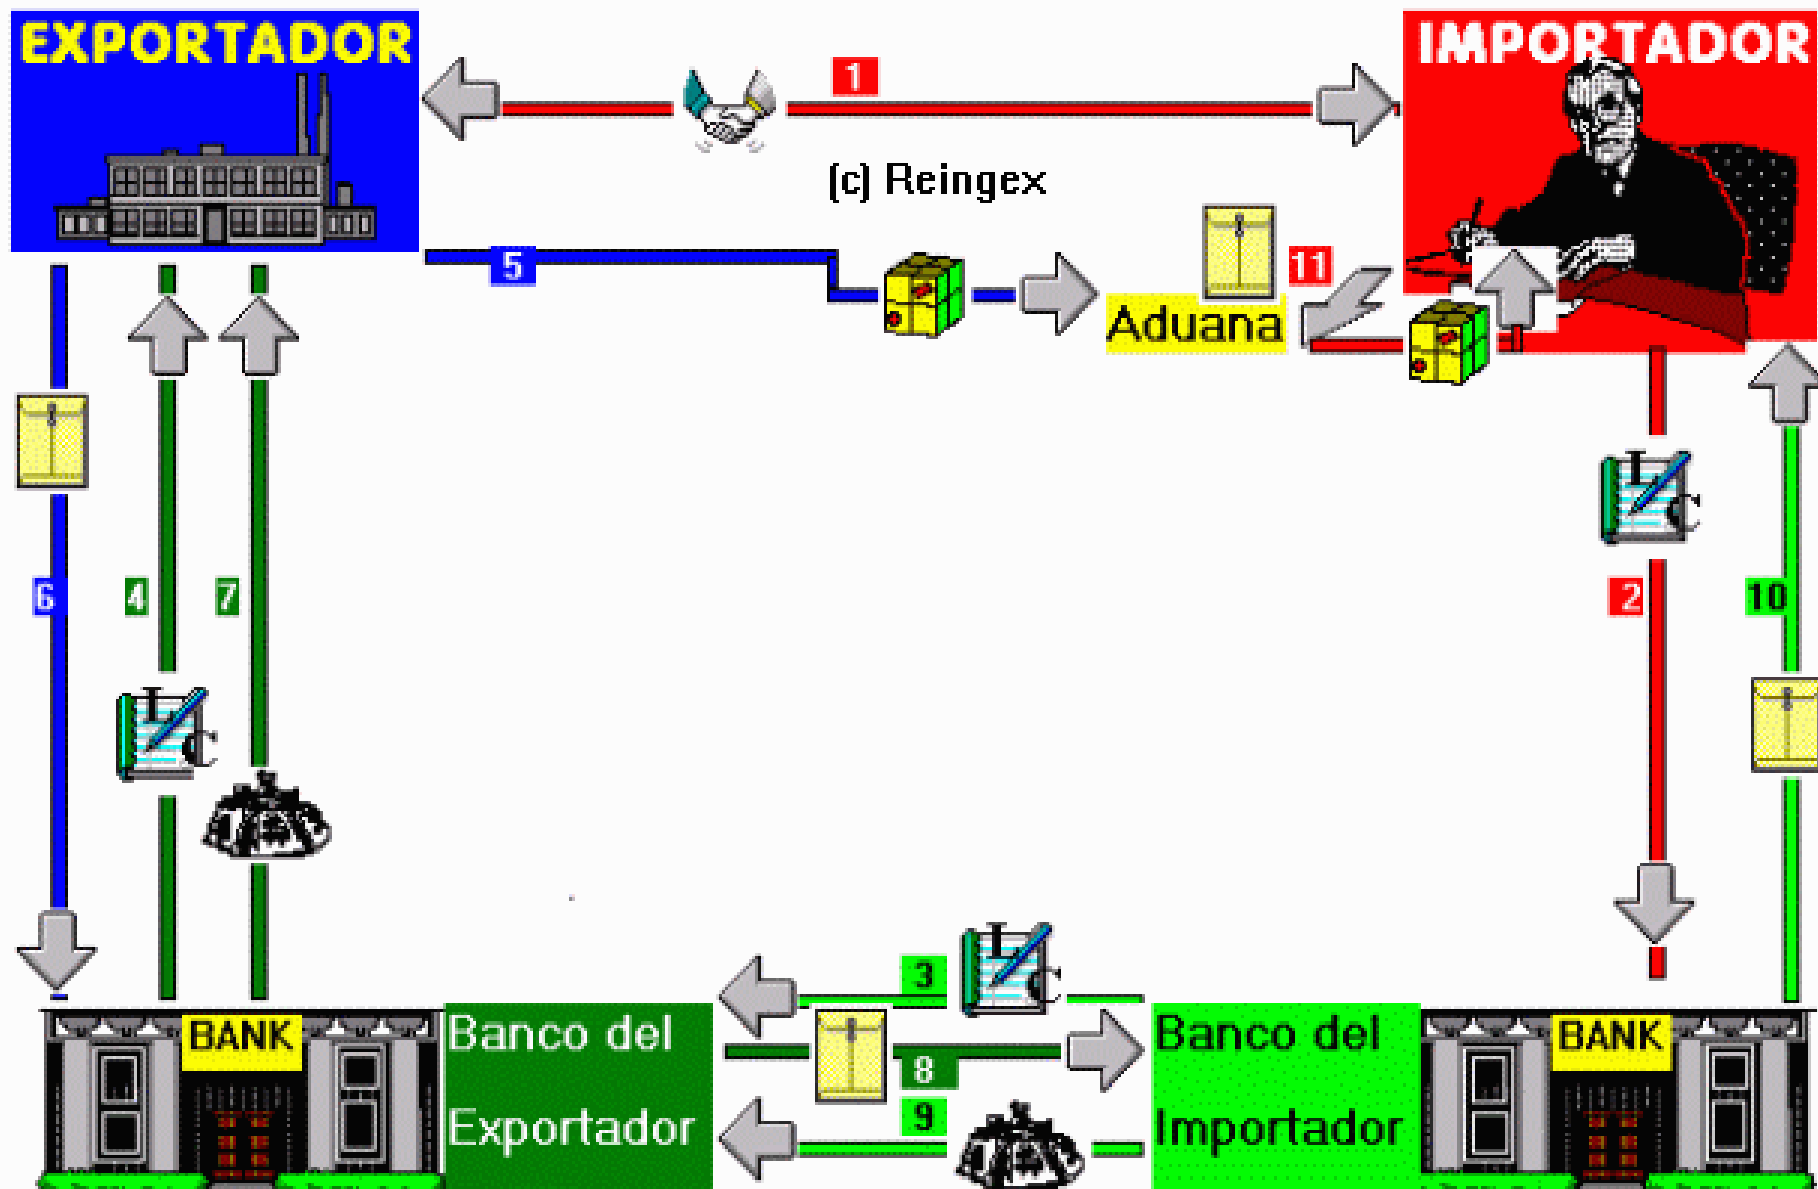 EXPORTADOR
IMPORTADOR
1
(c) Reingex
5
11
Aduana
L
C
6
4
7
2
10
L
C
3
L
C
BANK
Banco del
Exportador
8
9
Banco del
Importador
BANK